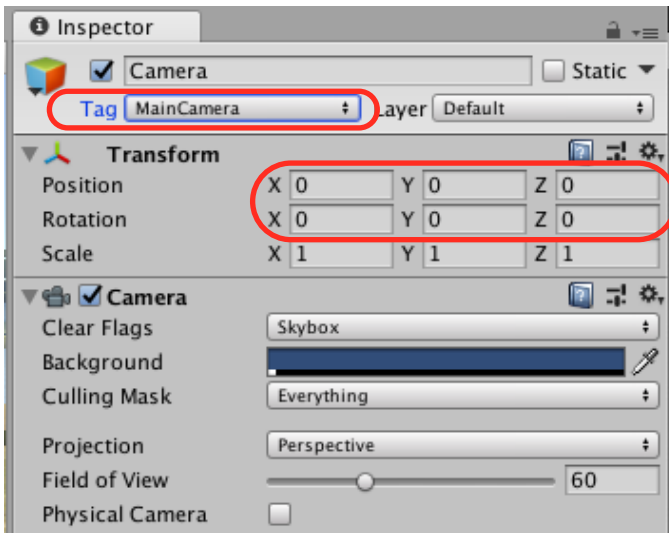 Inspector
Camera Static
Tag MainCamera Layer Default
Transform
Position X 0 Y 0 Z 0
Rotation X 0 Y 0 Z 0
Scale X 1 Y 1 Z 1
Camera
Clear Flags Skybox
Background
Culling Mask Everything
Projection Perspective
Field of View 60
Physical Camera